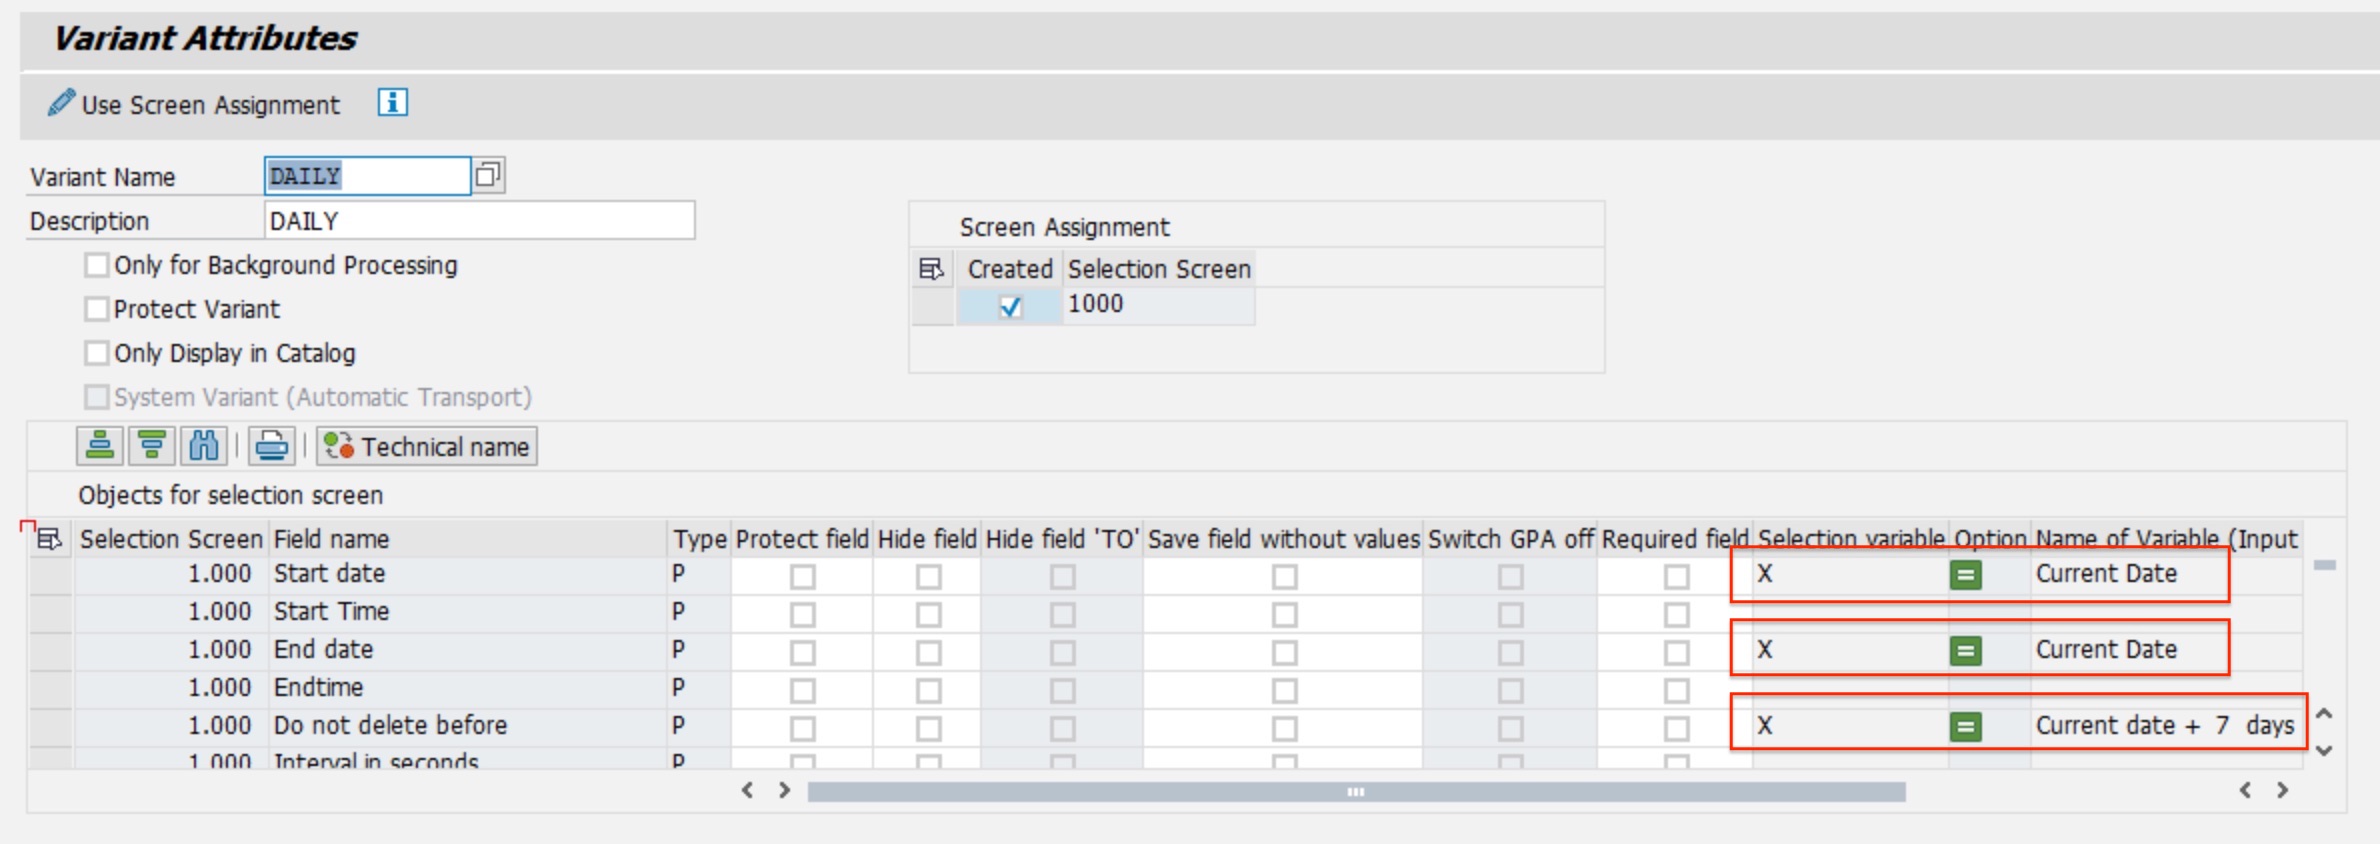 Variant Attributes
Use Screen Assignment
Variant Name DAILY
Description DAILY
Only for Background Processing
Protect Variant
Only Display in Catalog
System Variant (Automatic Transport)
Screen Assignment
Created Selection Screen
1000
Technical name
Objects for selection screen
Selection Screen Field name Type Protect field Hide field Hide field 'TO' Save field without values Switch GPA off Required field Selection variable Option Name of Variable (Input
1.000 Start date P X = Current Date
1.000 Start Time P
1.000 End date P X = Current Date
1.000 Endtime P
1.000 Do not delete before P X = Current date + 7 days
1.000 Interval in seconds P